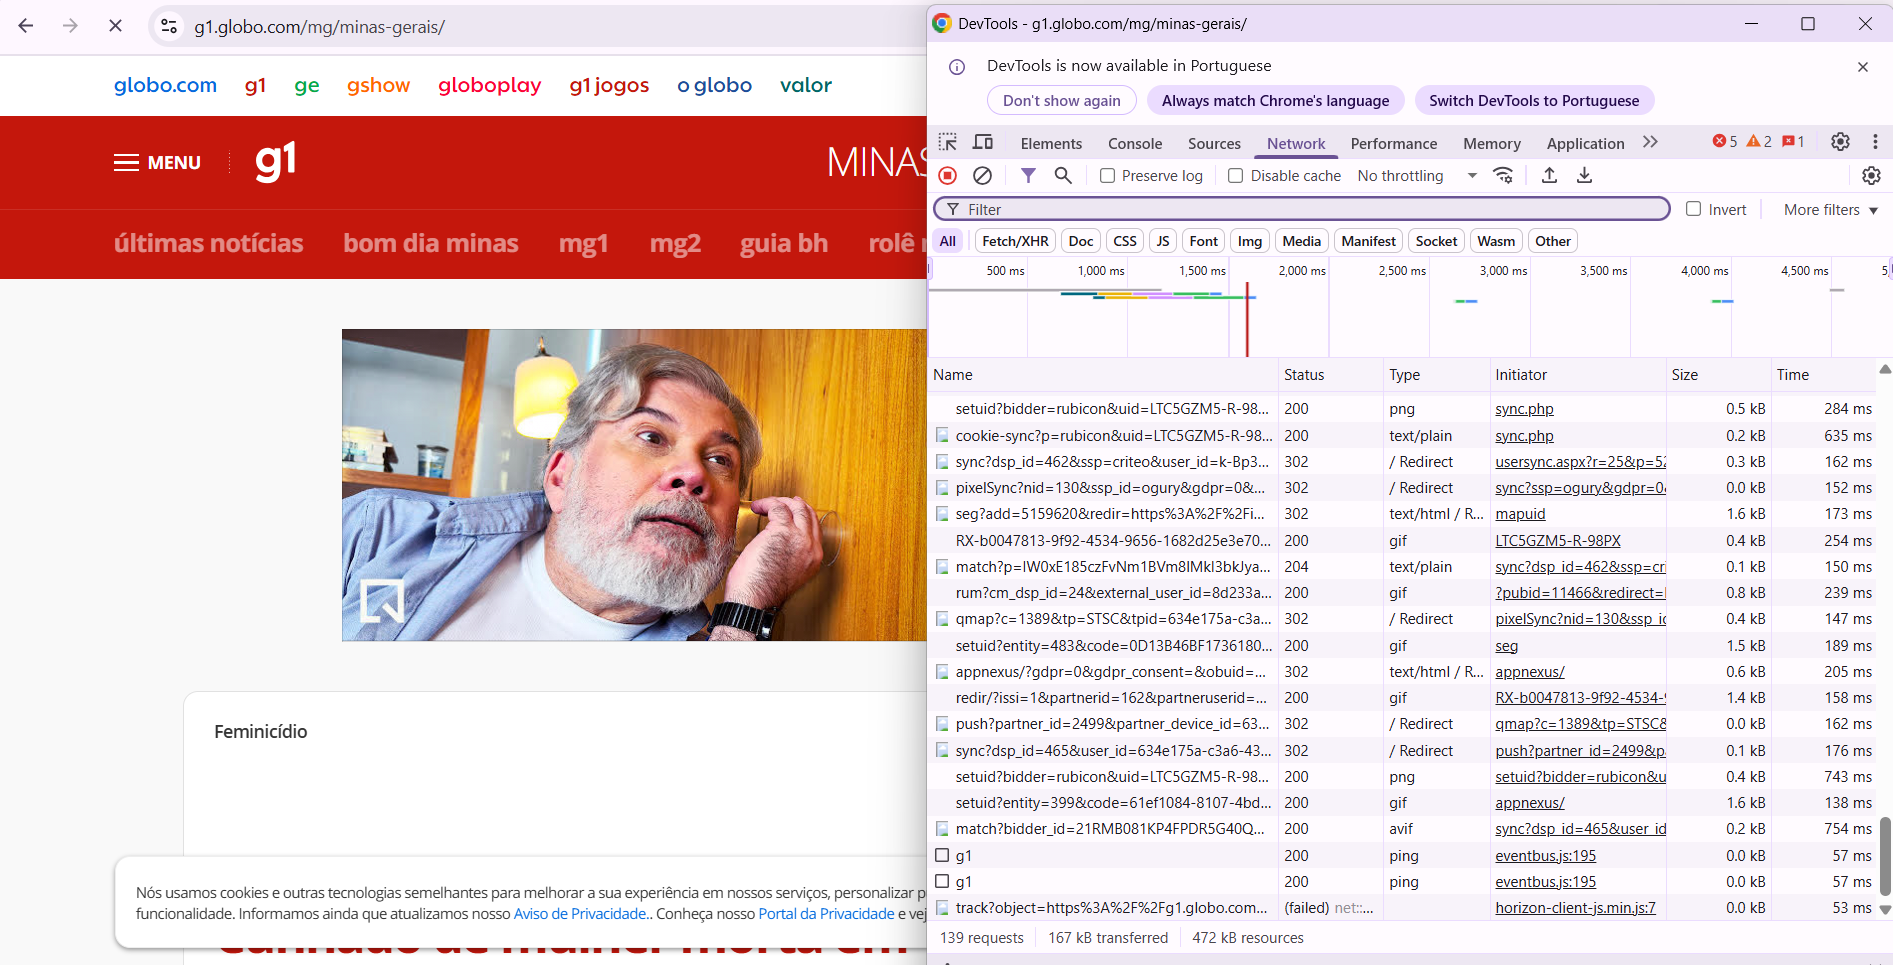 g1.globo.com/mg/minas-gerais/
globo.com g1 ge gshow globoplay g1 jogos o globo valor
MENU g1 MINAS
últimas notícias bom dia minas mg1 mg2 guia bh rolê
Feminicídio
Nós usamos cookies e outras tecnologias semelhantes para melhorar a sua experiência em nossos serviços, personalizar
funcionalidade. Informamos ainda que atualizamos nosso Aviso de Privacidade.. Conheça nosso Portal da Privacidade e vej
DevTools - g1.globo.com/mg/minas-gerais/
DevTools is now available in Portuguese
Don't show again Always match Chrome's language Switch DevTools to Portuguese
Elements Console Sources Network Performance Memory Application 5 2 1
Preserve log Disable cache No throttling
Filter Invert More filters
All Fetch/XHR Doc CSS JS Font Img Media Manifest Socket Wasm Other
500 ms 1,000 ms 1,500 ms 2,000 ms 2,500 ms 3,000 ms 3,500 ms 4,000 ms 4,500 ms 5,
Name Status Type Initiator Size Time
setuid?bidder=rubicon&uid=LTC5GZM5-R-98... 200 png sync.php 0.5 kB 284 ms
cookie-sync?p=rubicon&uid=LTC5GZM5-R-98... 200 text/plain sync.php 0.2 kB 635 ms
sync?dsp_id=462&ssp=criteo&user_id=k-Bp3... 302 / Redirect usersync.aspx?r=25&p=52 0.3 kB 162 ms
pixelSync?nid=130&ssp_id=ogury&gdpr=0&... 302 / Redirect sync?ssp=ogury&gdpr=0& 0.0 kB 152 ms
seg?add=5159620&redir=https%3A%2F%2Fi... 302 text/html / R... mapuid 1.6 kB 173 ms
RX-b0047813-9f92-4534-9656-1682d25e3e70... 200 gif LTC5GZM5-R-98PX 0.4 kB 254 ms
match?p=IW0xE185czFvNm1BVm8lMkl3bkJya... 204 text/plain sync?dsp_id=462&ssp=cri 0.1 kB 150 ms
rum?cm_dsp_id=24&external_user_id=8d233a... 200 gif ?pubid=11466&redirect= 0.8 kB 239 ms
qmap?c=1389&tp=STSC&tpid=634e175a-c3a... 302 / Redirect pixelSync?nid=130&ssp_ic 0.4 kB 147 ms
setuid?entity=483&code=0D13B46BF1736180... 200 gif seg 1.5 kB 189 ms
appnexus/?gdpr=0&gdpr_consent=&obuid=... 302 text/html / R... appnexus/ 0.6 kB 205 ms
redir/?issi=1&partnerid=162&partneruserid=... 200 gif RX-b0047813-9f92-4534-9 1.4 kB 158 ms
push?partner_id=2499&partner_device_id=63... 302 / Redirect qmap?c=1389&tp=STSC& 0.0 kB 162 ms
sync?dsp_id=465&user_id=634e175a-c3a6-43... 302 / Redirect push?partner_id=2499&p 0.1 kB 176 ms
setuid?bidder=rubicon&uid=LTC5GZM5-R-98... 200 png setuid?bidder=rubicon&u 0.4 kB 743 ms
setuid?entity=399&code=61ef1084-8107-4bd... 200 gif appnexus/ 1.6 kB 138 ms
match?bidder_id=21RMB081KP4FPDR5G40Q... 200 avif sync?dsp_id=465&user_id 0.2 kB 754 ms
g1 200 ping eventbus.js:195 0.0 kB 57 ms
g1 200 ping eventbus.js:195 0.0 kB 57 ms
track?object=https%3A%2F%2Fg1.globo.com... (failed) net::... horizon-client-js.min.js:7 0.0 kB 53 ms
139 requests 167 kB transferred 472 kB resources